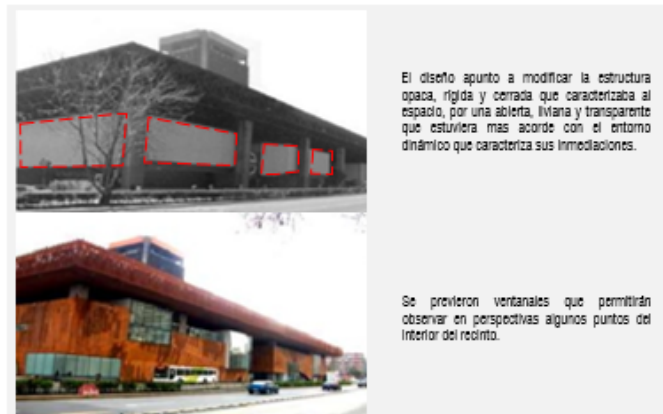 El diseño apunto a modificar la estructura
opaca, rígida y cerrada que caracterizaba al
espacio, por una abierta, liviana y transparente
que estuviera mas acorde con el entorno
dinámico que caracteriza sus inmediaciones.
Se previeron ventanales que permitirán
observar en perspectivas algunos puntos del
interior del recinto.